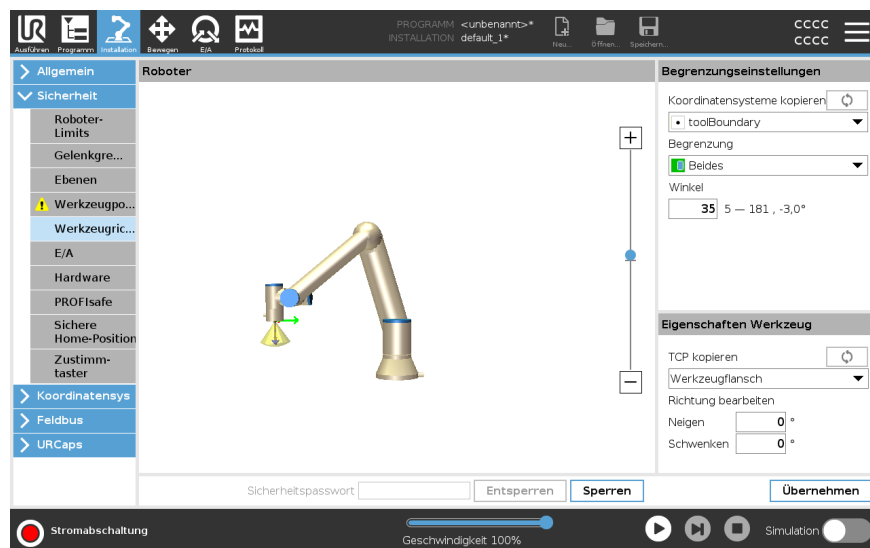 Ausführen
Programm
Installation
Bewegen
E/A
Protokoll
PROGRAMM <unbenannt>*
INSTALLATION default_1*
Neu...
Öffnen...
Speichern...
CCCC
CCCC
Allgemein
Sicherheit
Roboter-
Limits
Gelenkgre...
Ebenen
Werkzeugpo...
Werkzeugric...
E/A
Hardware
PROFIsafe
Sichere
Home-Position
Zustimm-
taster
Koordinatensys
Feldbus
URCaps
Roboter
Begrenzungseinstellungen
Koordinatensysteme kopieren
toolBoundary
Begrenzung
Beides
Winkel
35 5 — 181 , -3,0°
Eigenschaften Werkzeug
TCP kopieren
Werkzeugflansch
Richtung bearbeiten
Neigen 0 °
Schwenken 0 °
Sicherheitspasswort
Entsperren
Sperren
Übernehmen
Stromabschaltung
Geschwindigkeit 100%
Simulation